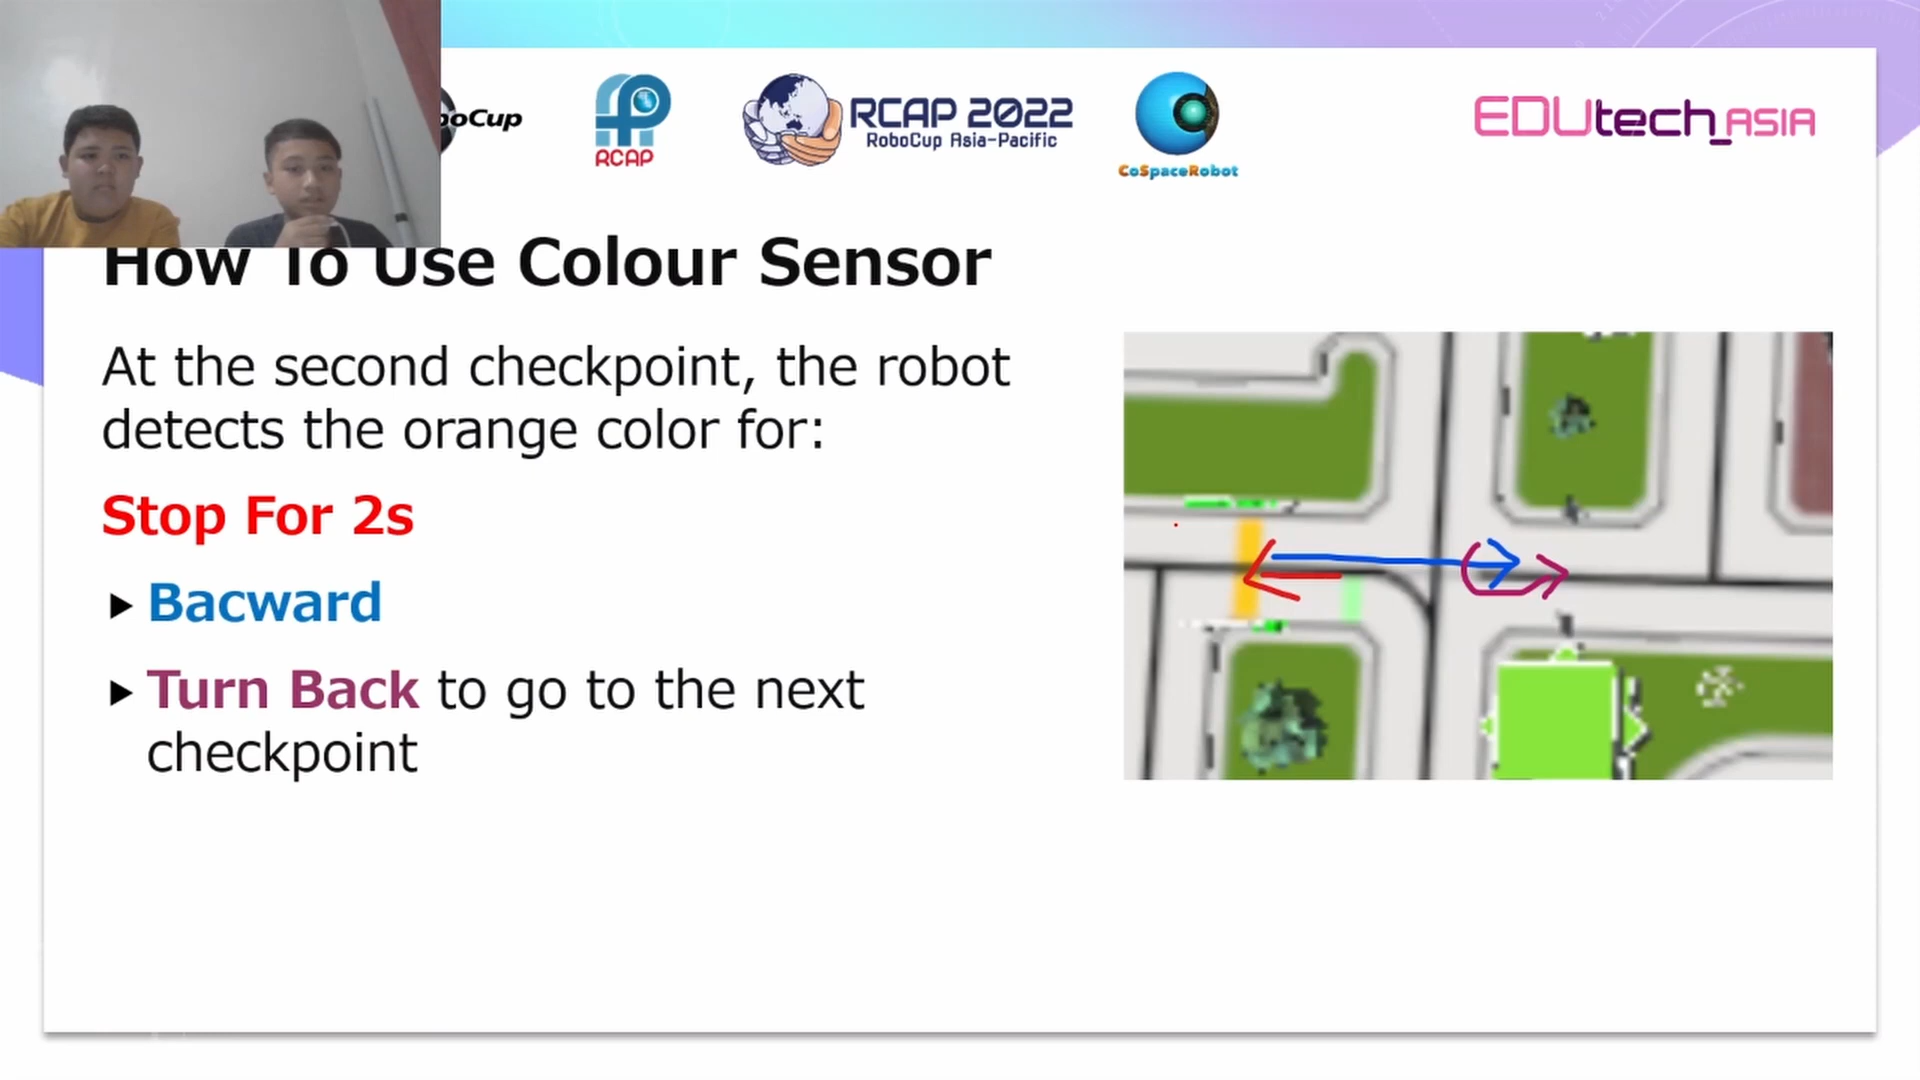 oCup
RCAP
RCAP 2022
RoboCup Asia-Pacific
CoSpaceRobot
EDUtech_ASIA
How To Use Colour Sensor
At the second checkpoint, the robot
detects the orange color for:
Stop For 2s
Bacward
Turn Back to go to the next
checkpoint